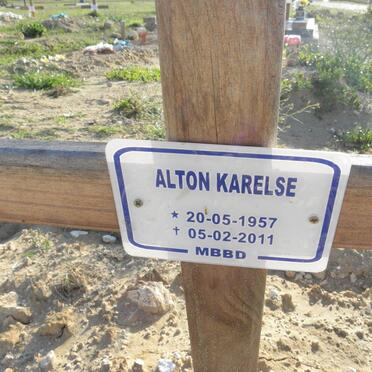 ALTON KARELSE
★ 20-05-1957
✝ 05-02-2011
MBBD